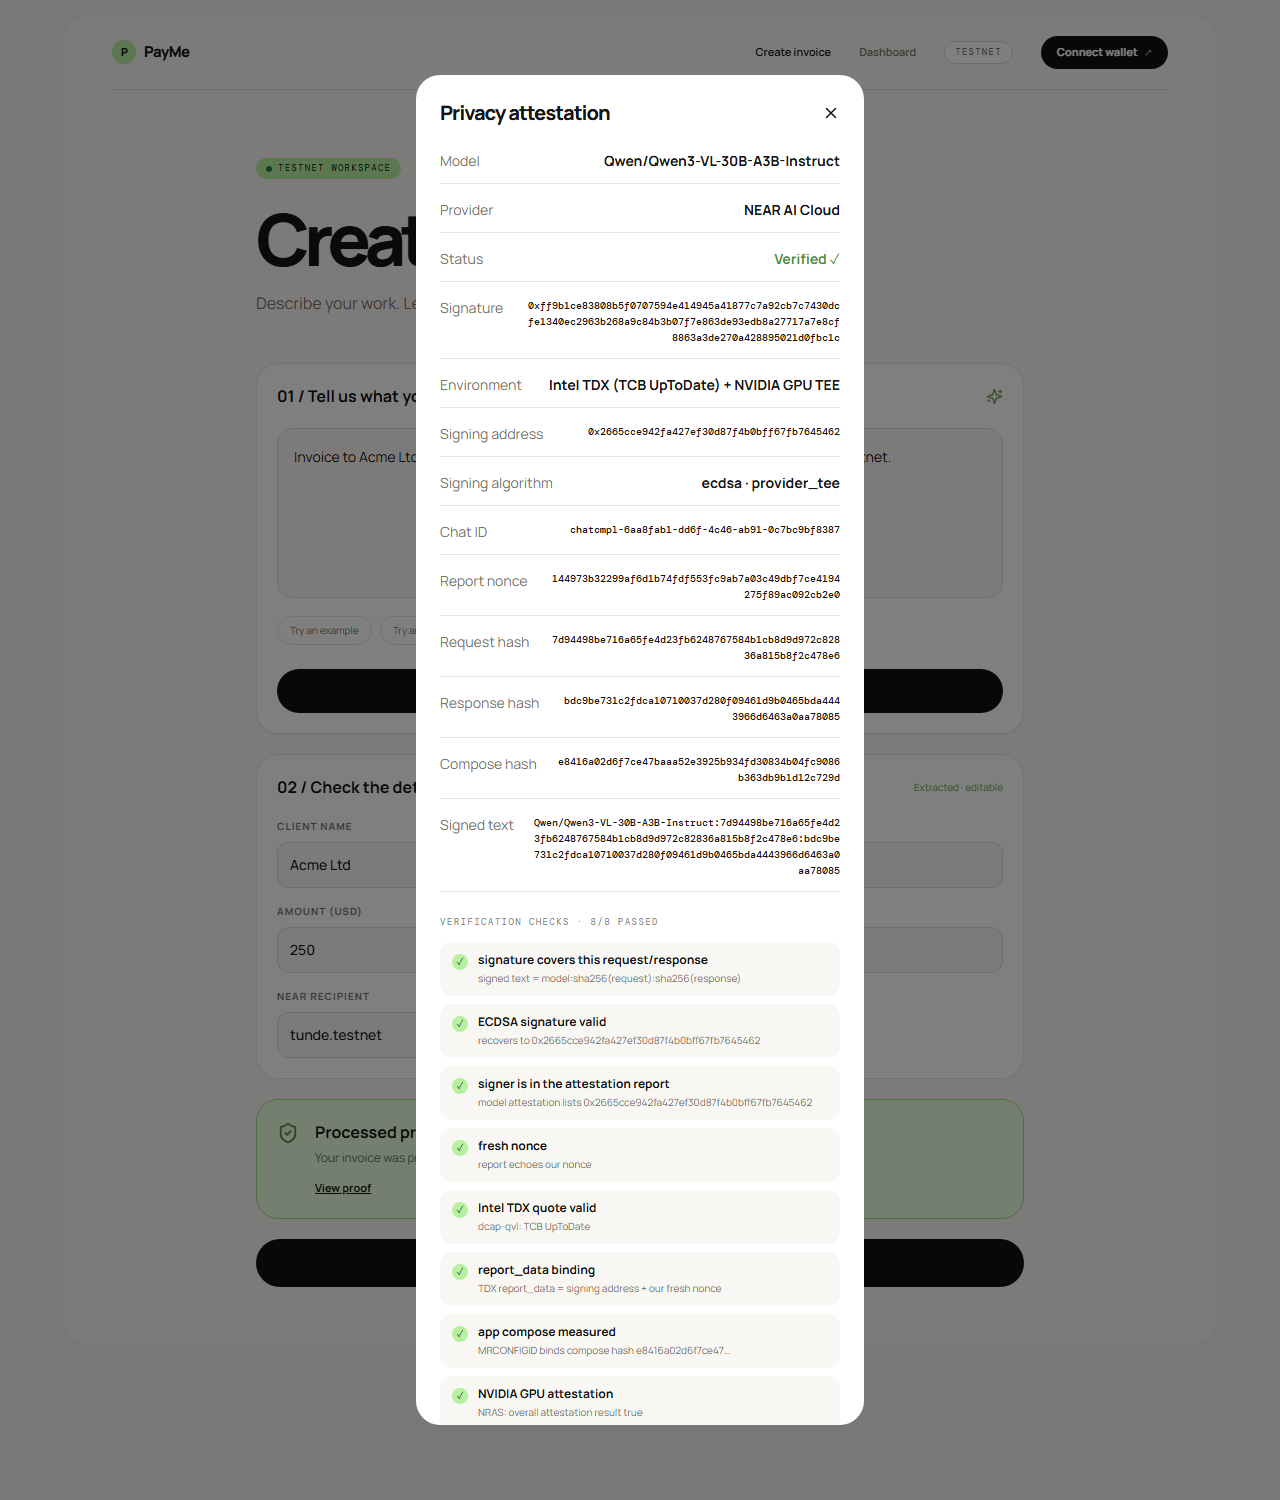 P PayMe
Create invoice
Dashboard
TESTNET
Connect wallet ↗
TESTNET WORKSPACE
Describe your work.
01 / Tell us what
Invoice to Acme Ltd
Try an example
Try
02 / Check the
Extracted · editable
CLIENT NAME
Acme Ltd
AMOUNT (USD)
250
NEAR RECIPIENT
tunde.testnet
Processed
Your invoice was
View proof
Privacy attestation
Model
Qwen/Qwen3-VL-30B-A3B-Instruct
Provider
NEAR AI Cloud
Status
Verified ✓
Signature
0xff9b1ce83808b5f0707594e414945a41877c7a92cb7c7430dc
fe1340ec2963b268a9c84b3b07f7e863de93edb8a27717a7e8cf
8863a3de270a428895021d0fbc1c
Environment
Intel TDX (TCB UpToDate) + NVIDIA GPU TEE
Signing address
0x2665cce942fa427ef30d87f4b0bff67fb7645462
Signing algorithm
ecdsa · provider_tee
Chat ID
chatcmpl-6aa8fab1-dd6f-4c46-ab91-0c7bc9bf8387
Report nonce
144973b32299af6d1b74fdf553fc9ab7a03c49dbf7ce4194
275f89ac092cb2e0
Request hash
7d94498be716a65fe4d23fb6248767584b1cb8d9d972c828
36a815b8f2c478e6
Response hash
bdc9be731c2fdca10710037d280f09461d9b0465bda444
3966d6463a0aa78085
Compose hash
e8416a02d6f7ce47baaa52e3925b934fd30834b04fc9086
b363db9b1d12c729d
Signed text
Qwen/Qwen3-VL-30B-A3B-Instruct:7d94498be716a65fe4d2
3fb6248767584b1cb8d9d972c82836a815b8f2c478e6:bdc9be
731c2fdca10710037d280f09461d9b0465bda4443966d6463a0
aa78085
VERIFICATION CHECKS · 8/8 PASSED
✓ signature covers this request/response
signed text = model:sha256(request):sha256(response)
✓ ECDSA signature valid
recovers to 0x2665cce942fa427ef30d87f4b0bff67fb7645462
✓ signer is in the attestation report
model attestation lists 0x2665cce942fa427ef30d87f4b0bff67fb7645462
✓ fresh nonce
report echoes our nonce
✓ Intel TDX quote valid
dcap-qvl: TCB UpToDate
✓ report_data binding
TDX report_data = signing address + our fresh nonce
✓ app compose measured
MRCONFIGID binds compose hash e8416a02d6f7ce47…
✓ NVIDIA GPU attestation
NRAS: overall attestation result true